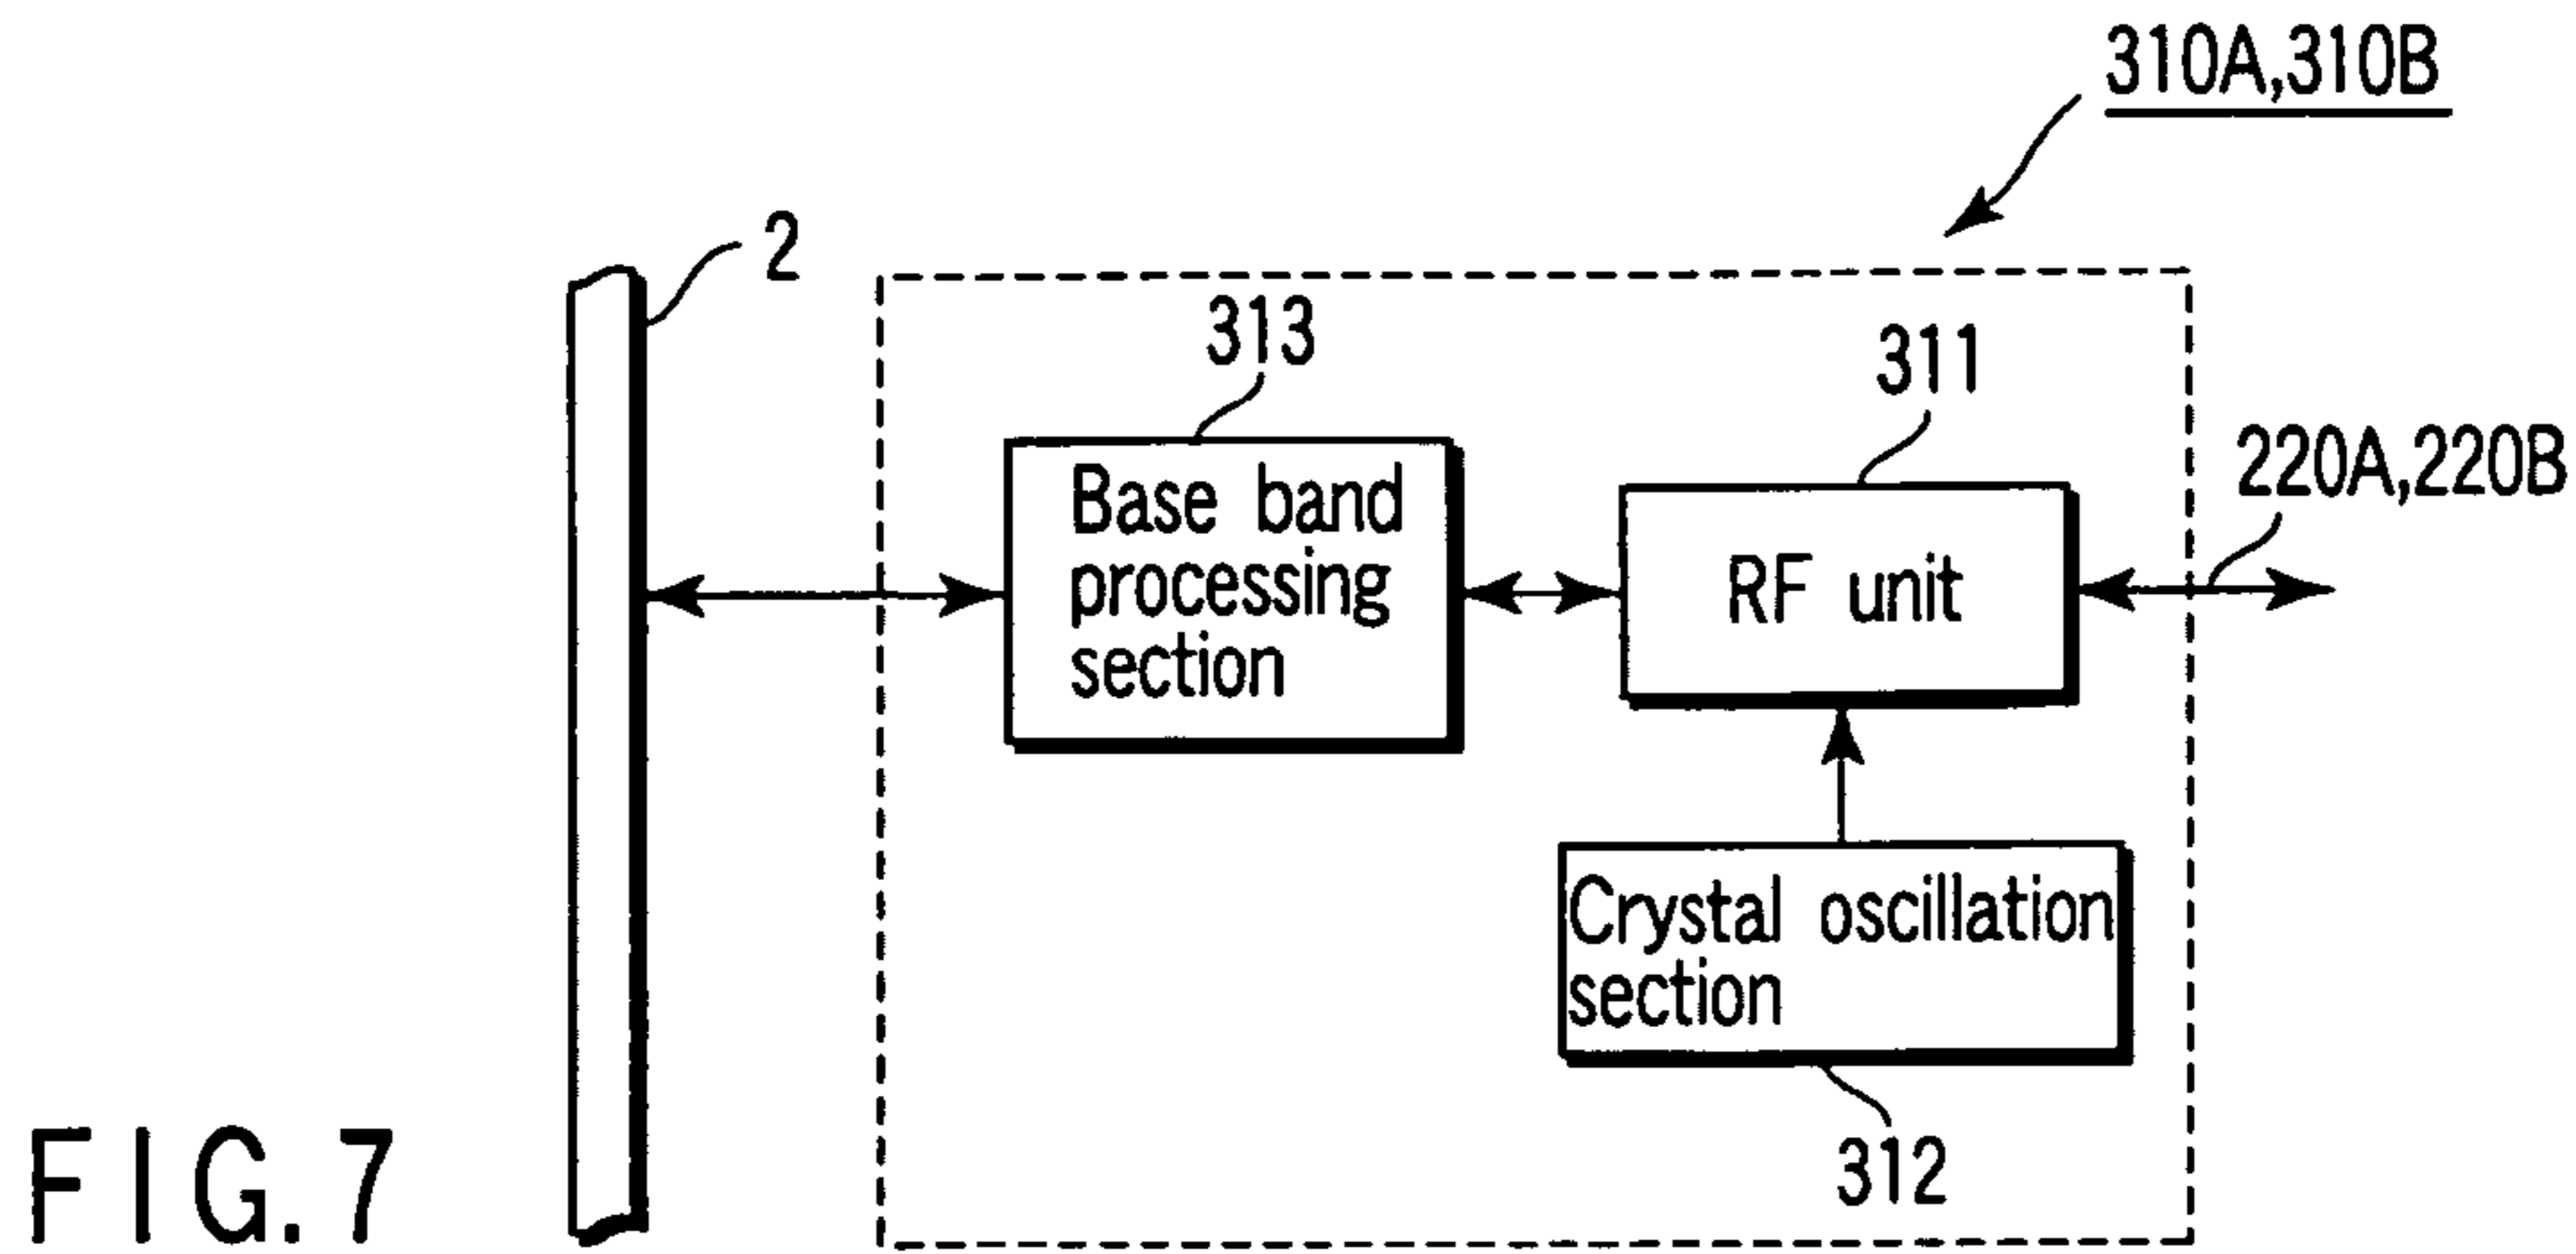 310A,310B
2
313
311
220A,220B
Base band
processing
section
RF unit
Crystal oscillation
section
312
FIG.7